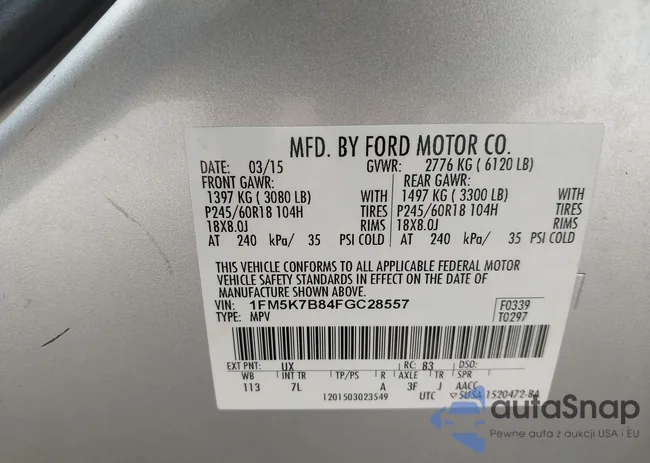 MFD. BY FORD MOTOR CO.
DATE: 03/15 GVWR: 2776 KG ( 6120 LB)
FRONT GAWR: REAR GAWR:
1397 KG ( 3080 LB) WITH 1497 KG ( 3300 LB) WITH
P245/60R18 104H TIRES P245/60R18 104H TIRES
18X8.0J RIMS 18X8.0J RIMS
AT 240 kPa/ 35 PSI COLD AT 240 kPa/ 35 PSI COLD
THIS VEHICLE CONFORMS TO ALL APPLICABLE FEDERAL MOTOR
VEHICLE SAFETY STANDARDS IN EFFECT ON THE DATE OF
MANUFACTURE SHOWN ABOVE.
VIN: 1FM5K7B84FGC28557 F0339
TYPE: MPV T0297
EXT PNT: UX RC: 83 DSO:
WB INT TR TP/PS R AXLE TR SPR
113 7L A 3F J AACC
1201503023549 UTC ▽SUSA-1520472-BA
autoSnap
Pewne auta z aukcji USA i EU